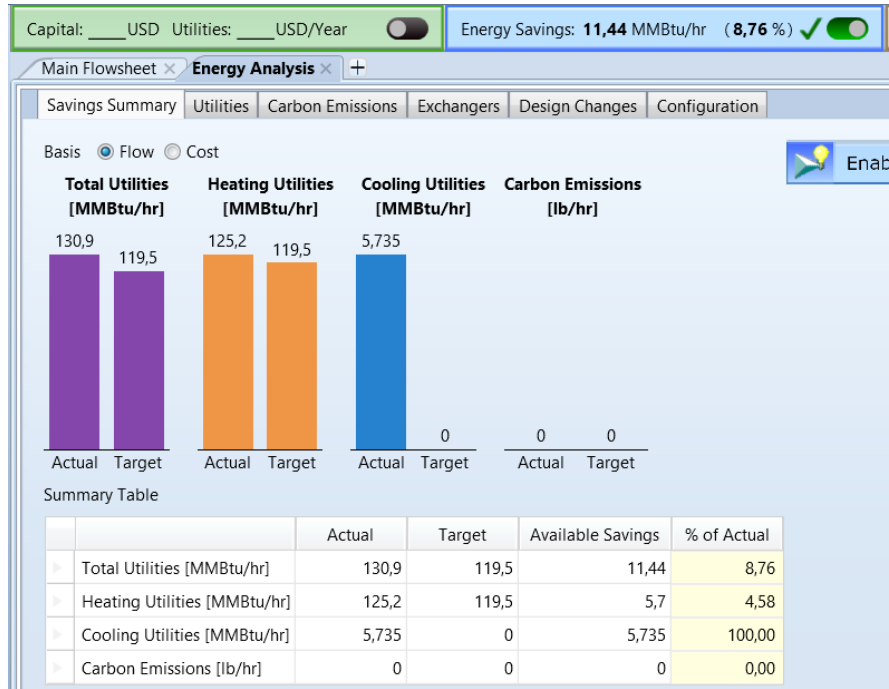 Capital: ____USD Utilities: ____USD/Year Energy Savings: 11,44 MMBtu/hr (8,76 %)
Main Flowsheet Energy Analysis
Savings Summary Utilities Carbon Emissions Exchangers Design Changes Configuration
Basis Flow Cost
Enab
Total Utilities Heating Utilities Cooling Utilities Carbon Emissions
[MMBtu/hr] [MMBtu/hr] [MMBtu/hr] [lb/hr]
130,9 119,5 125,2 119,5 5,735 0 0 0
Actual Target Actual Target Actual Target Actual Target
Summary Table
Actual Target Available Savings % of Actual
Total Utilities [MMBtu/hr] 130,9 119,5 11,44 8,76
Heating Utilities [MMBtu/hr] 125,2 119,5 5,7 4,58
Cooling Utilities [MMBtu/hr] 5,735 0 5,735 100,00
Carbon Emissions [lb/hr] 0 0 0 0,00